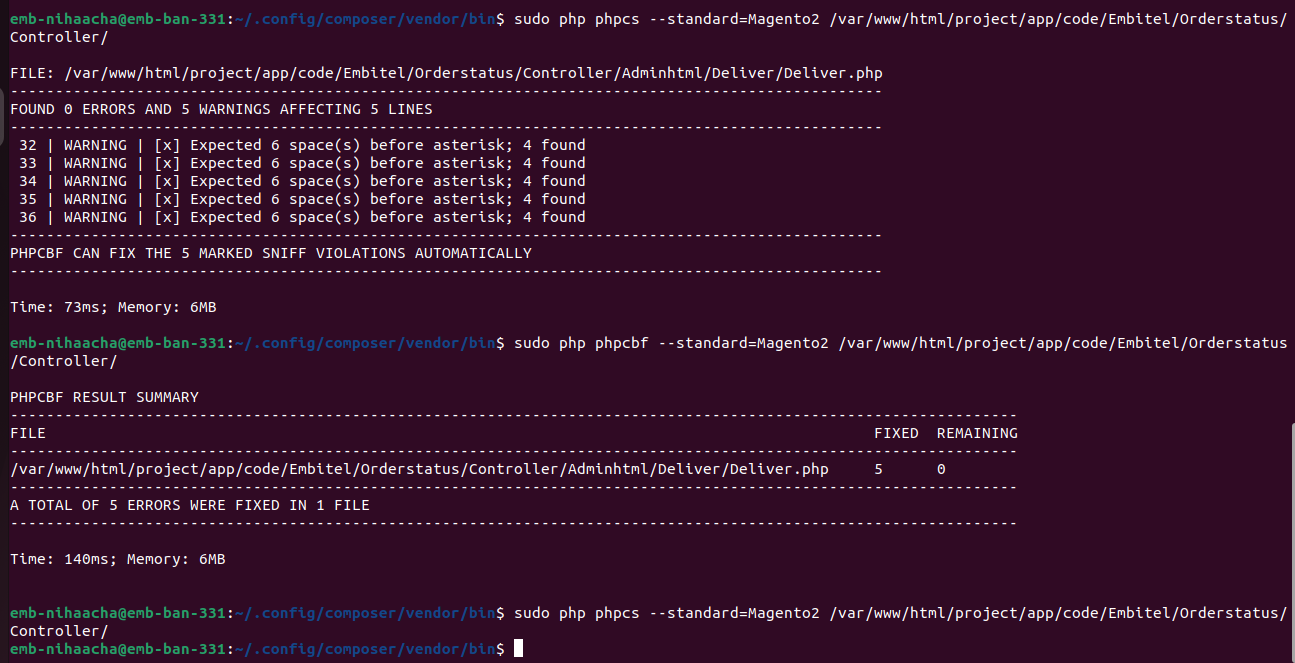 emb-nihaacha@emb-ban-331:~/.config/composer/vendor/bin$ sudo php phpcs --standard=Magento2 /var/www/html/project/app/code/Embitel/Orderstatus/
Controller/
FILE: /var/www/html/project/app/code/Embitel/Orderstatus/Controller/Adminhtml/Deliver/Deliver.php
-------------------------------------------------------------------------------------------------
FOUND 0 ERRORS AND 5 WARNINGS AFFECTING 5 LINES
-------------------------------------------------------------------------------------------------
 32 | WARNING | [x] Expected 6 space(s) before asterisk; 4 found
 33 | WARNING | [x] Expected 6 space(s) before asterisk; 4 found
 34 | WARNING | [x] Expected 6 space(s) before asterisk; 4 found
 35 | WARNING | [x] Expected 6 space(s) before asterisk; 4 found
 36 | WARNING | [x] Expected 6 space(s) before asterisk; 4 found
-------------------------------------------------------------------------------------------------
PHPCBF CAN FIX THE 5 MARKED SNIFF VIOLATIONS AUTOMATICALLY
-------------------------------------------------------------------------------------------------
Time: 73ms; Memory: 6MB
emb-nihaacha@emb-ban-331:~/.config/composer/vendor/bin$ sudo php phpcbf --standard=Magento2 /var/www/html/project/app/code/Embitel/Orderstatus
/Controller/
PHPCBF RESULT SUMMARY
----------------------------------------------------------------------------------------------------------------
FILE                                                                                            FIXED  REMAINING
----------------------------------------------------------------------------------------------------------------
/var/www/html/project/app/code/Embitel/Orderstatus/Controller/Adminhtml/Deliver/Deliver.php     5      0
----------------------------------------------------------------------------------------------------------------
A TOTAL OF 5 ERRORS WERE FIXED IN 1 FILE
----------------------------------------------------------------------------------------------------------------
Time: 140ms; Memory: 6MB
emb-nihaacha@emb-ban-331:~/.config/composer/vendor/bin$ sudo php phpcs --standard=Magento2 /var/www/html/project/app/code/Embitel/Orderstatus/
Controller/
emb-nihaacha@emb-ban-331:~/.config/composer/vendor/bin$